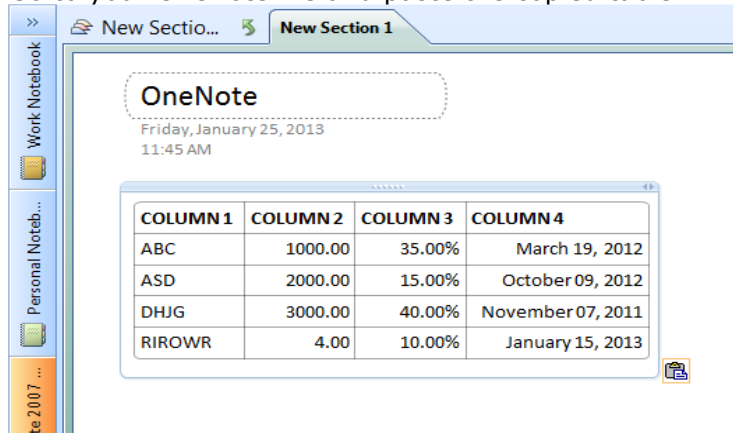 New Sectio... New Section 1
Work Notebook
Personal Noteb...
te 2007 ...
OneNote
Friday, January 25, 2013
11:45 AM
COLUMN 1 COLUMN 2 COLUMN 3 COLUMN 4
ABC 1000.00 35.00% March 19, 2012
ASD 2000.00 15.00% October 09, 2012
DHJG 3000.00 40.00% November 07, 2011
RIROWR 4.00 10.00% January 15, 2013